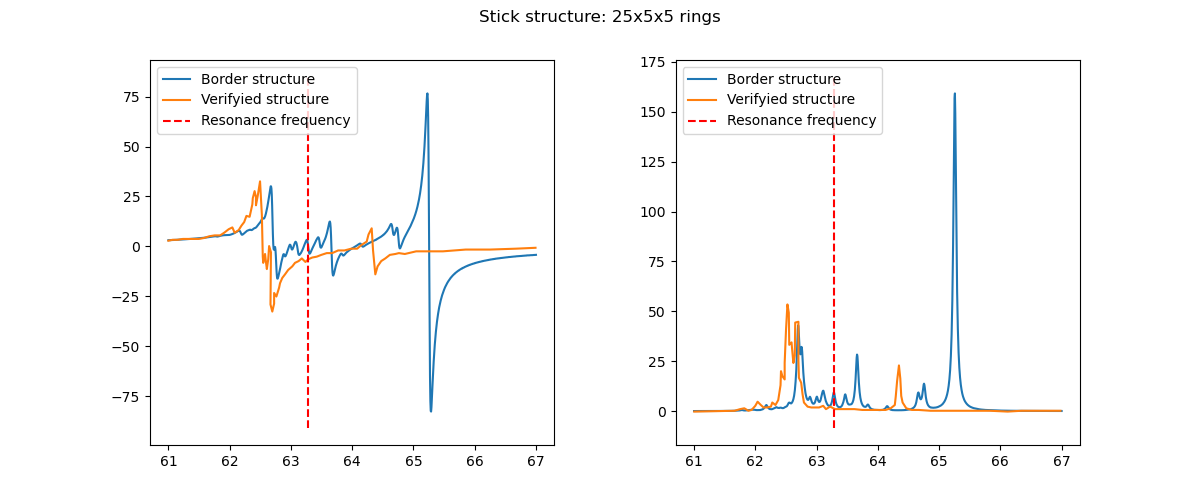 Stick structure: 25x5x5 rings
Border structure
Verifyied structure
Resonance frequency
75
50
25
0
−25
−50
−75
61 62 63 64 65 66 67
Border structure
Verifyied structure
Resonance frequency
175
150
125
100
75
50
25
0
61 62 63 64 65 66 67